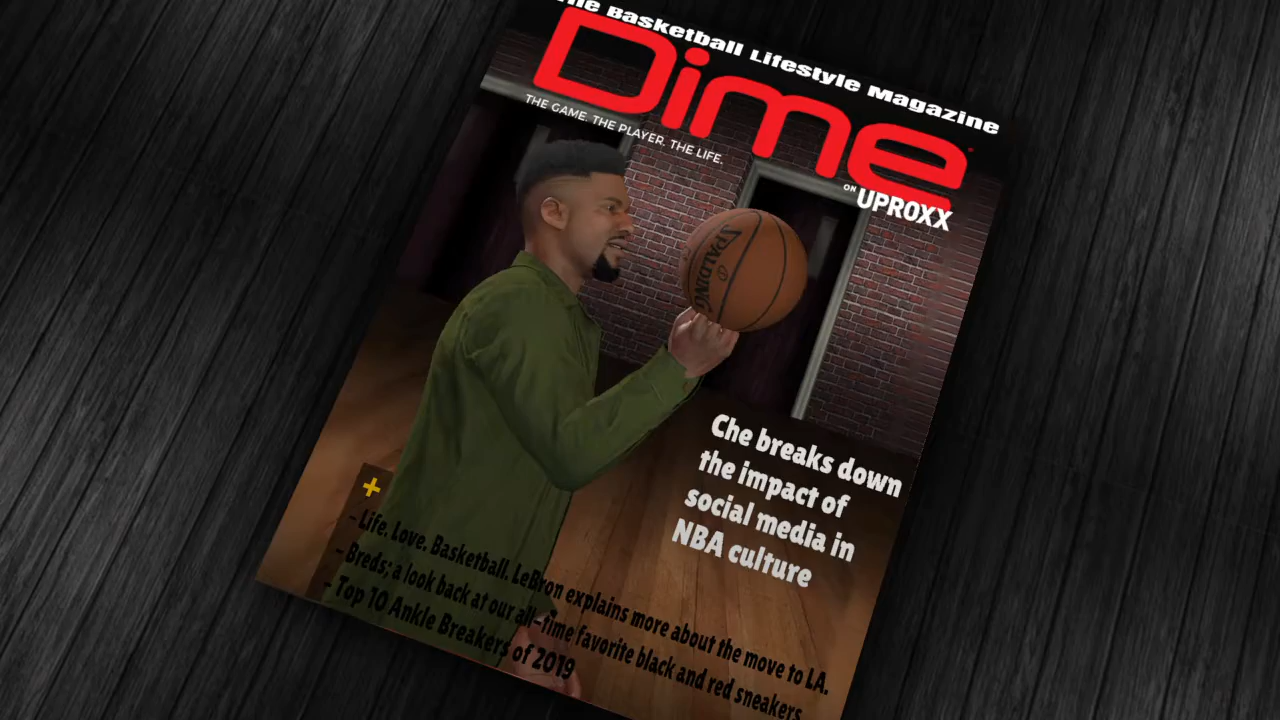 The Basketball Lifestyle Magazine
Dime
THE GAME. THE PLAYER. THE LIFE.
ON UPROXX
SPALDING
Che breaks down
the impact of
social media in
NBA culture
+
- Life. Love. Basketball. LeBron explains more about the move to LA.
- Breds; a look back at our all-time favorite black and red sneakers
- Top 10 Ankle Breakers of 2019